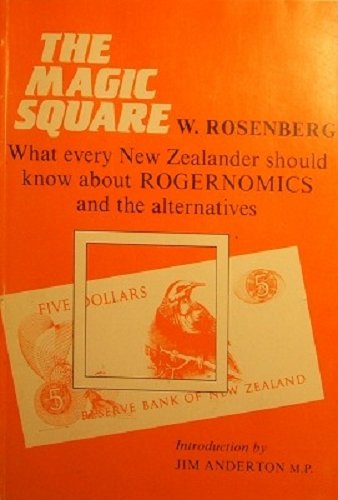 THE
MAGIC
SQUARE
W. ROSENBERG
What every New Zealander should
know about ROGERNOMICS
and the alternatives
FIVE DOLLARS
5
5
RESERVE BANK OF NEW ZEALAND
Introduction by
JIM ANDERTON M.P.